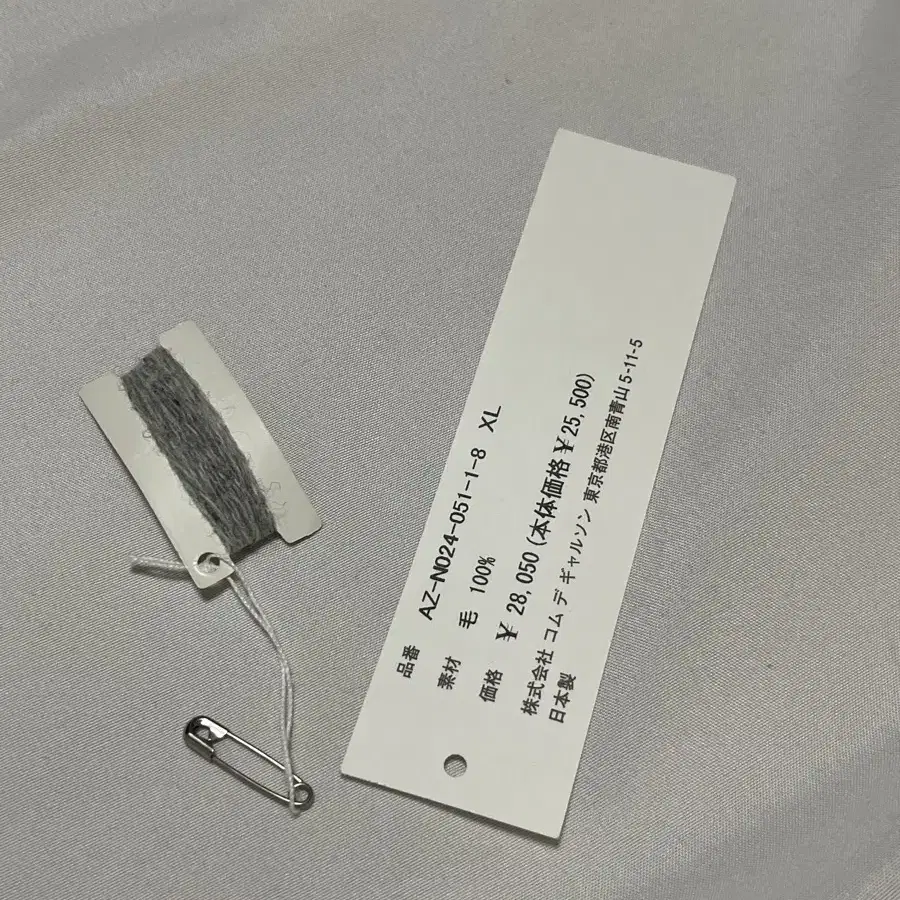 品番 AZ-N024-051-1-8 XL
素材 毛 100%
価格 ¥ 28,050 (本体価格¥25,500)
株式会社 コム デ ギャルソン 東京都港区南青山5-11-5
日本製